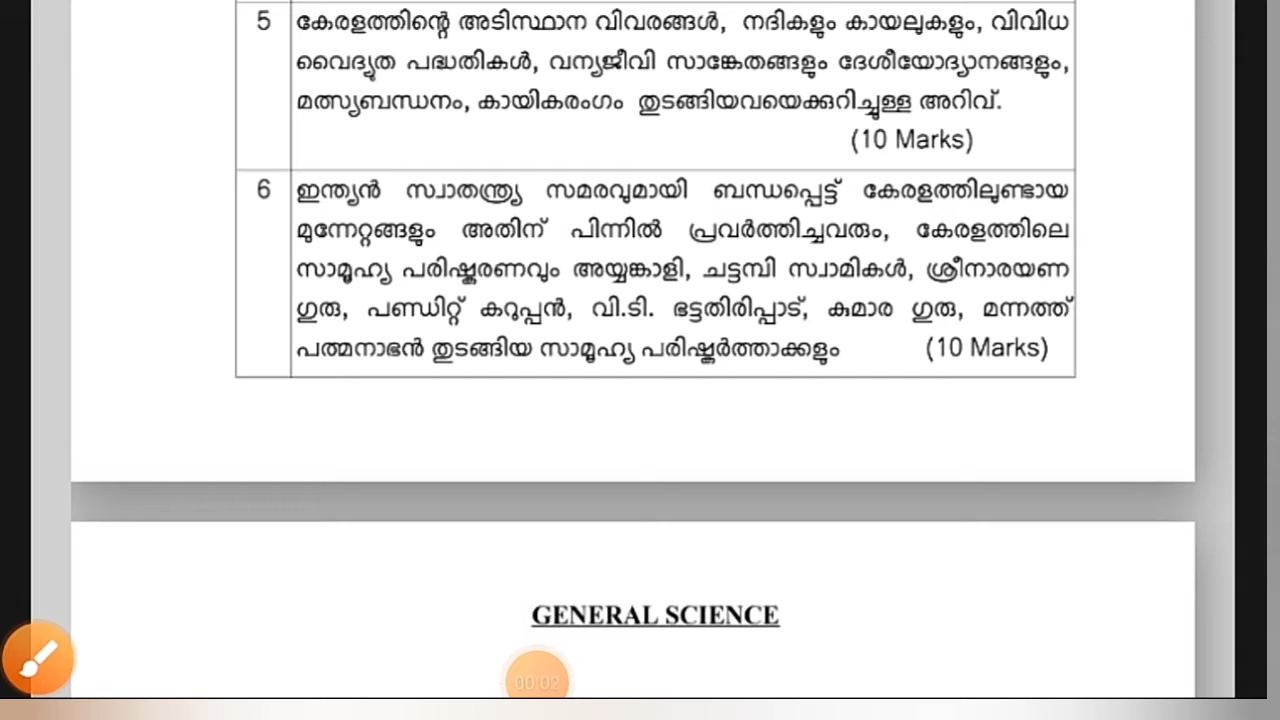 5 കേരളത്തിന്റെ അടിസ്ഥാന വിവരങ്ങൾ, നദികളും കായലുകളും, വിവിധ
വൈദ്യുത പദ്ധതികൾ, വന്യജീവി സാങ്കേതങ്ങളും ദേശീയോദ്യാനങ്ങളും,
മത്സ്യബന്ധനം, കായികരംഗം തുടങ്ങിയവയെക്കുറിച്ചുള്ള അറിവ്.
(10 Marks)
6 ഇന്ത്യൻ സ്വാതന്ത്ര്യ സമരവുമായി ബന്ധപ്പെട്ട് കേരളത്തിലുണ്ടായ
മുന്നേറ്റങ്ങളും അതിന് പിന്നിൽ പ്രവർത്തിച്ചവരും, കേരളത്തിലെ
സാമൂഹ്യ പരിഷ്കരണവും അയ്യങ്കാളി, ചട്ടമ്പി സ്വാമികൾ, ശ്രീനാരയണ
ഗുരു, പണ്ഡിറ്റ് കറുപ്പൻ, വി.ടി. ഭട്ടതിരിപ്പാട്, കുമാര ഗുരു, മന്നത്ത്
പത്മനാഭൻ തുടങ്ങിയ സാമൂഹ്യ പരിഷ്കർത്താക്കളും (10 Marks)
GENERAL SCIENCE
00:02